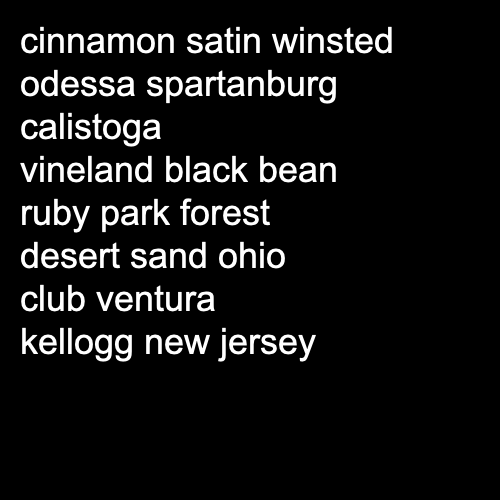 cinnamon satin winsted
odessa spartanburg
calistoga
vineland black bean
ruby park forest
desert sand ohio
club ventura
kellogg new jersey